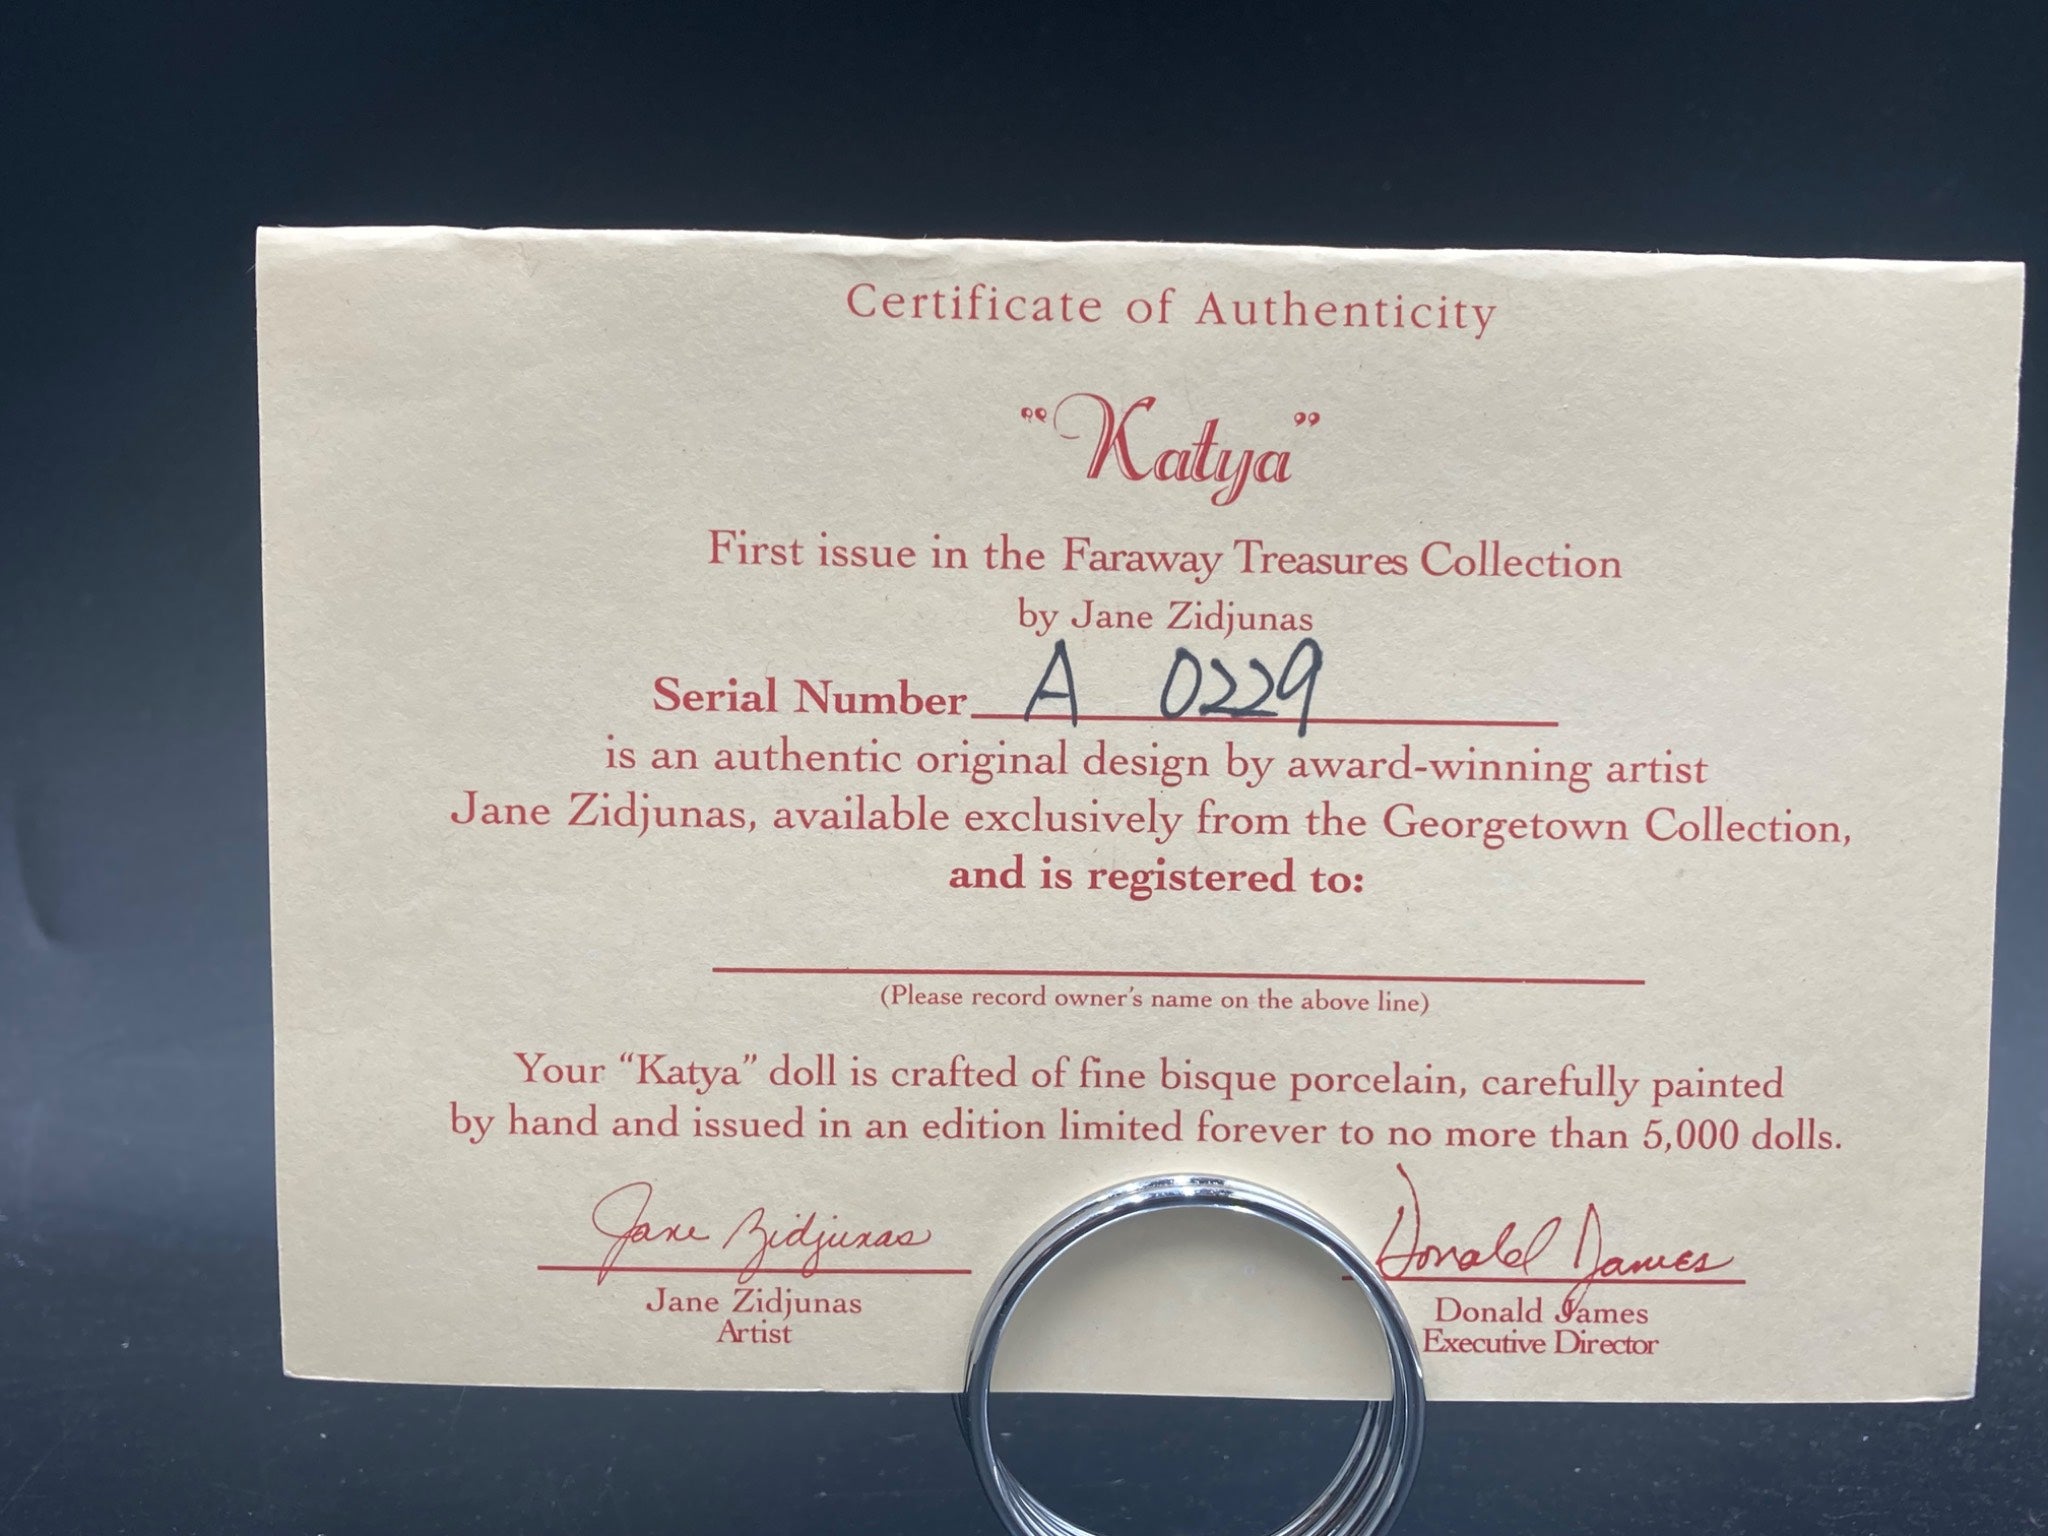 Certificate of Authenticity
“Katya”
First issue in the Faraway Treasures Collection
by Jane Zidjunas
Serial Number A 0229
is an authentic original design by award-winning artist
Jane Zidjunas, available exclusively from the Georgetown Collection,
and is registered to:
(Please record owner's name on the above line)
Your “Katya” doll is crafted of fine bisque porcelain, carefully painted
by hand and issued in an edition limited forever to no more than 5,000 dolls.
Jane Zidjunas
Jane Zidjunas
Artist
Donald James
Donald James
Executive Director